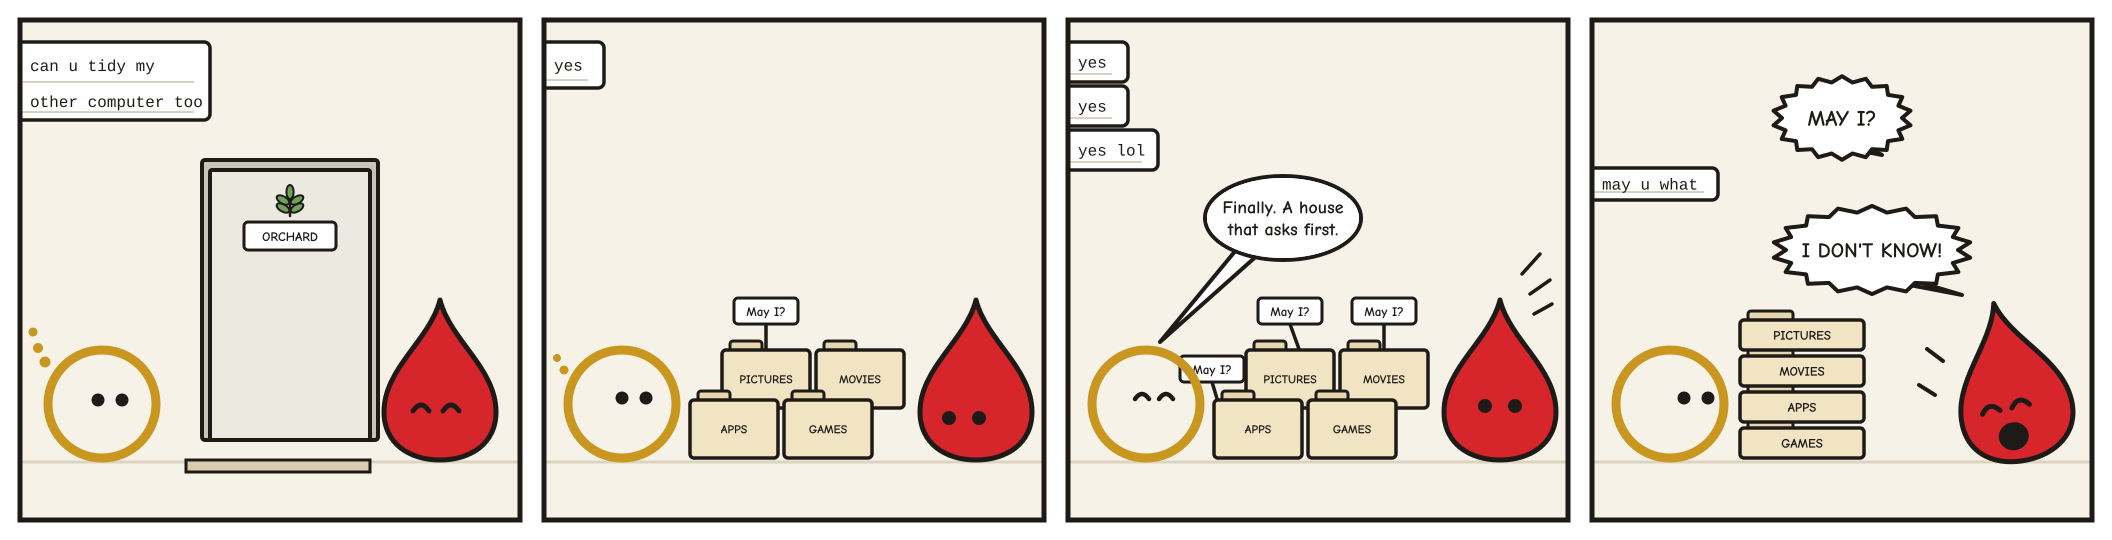 can u tidy my
other computer too
ORCHARD
yes
May I?
PICTURES
MOVIES
APPS
GAMES
yes
yes
yes lol
Finally. A house
that asks first.
May I?
May I?
May I?
PICTURES
MOVIES
APPS
GAMES
MAY I?
may u what
I DON'T KNOW!
PICTURES
MOVIES
APPS
GAMES